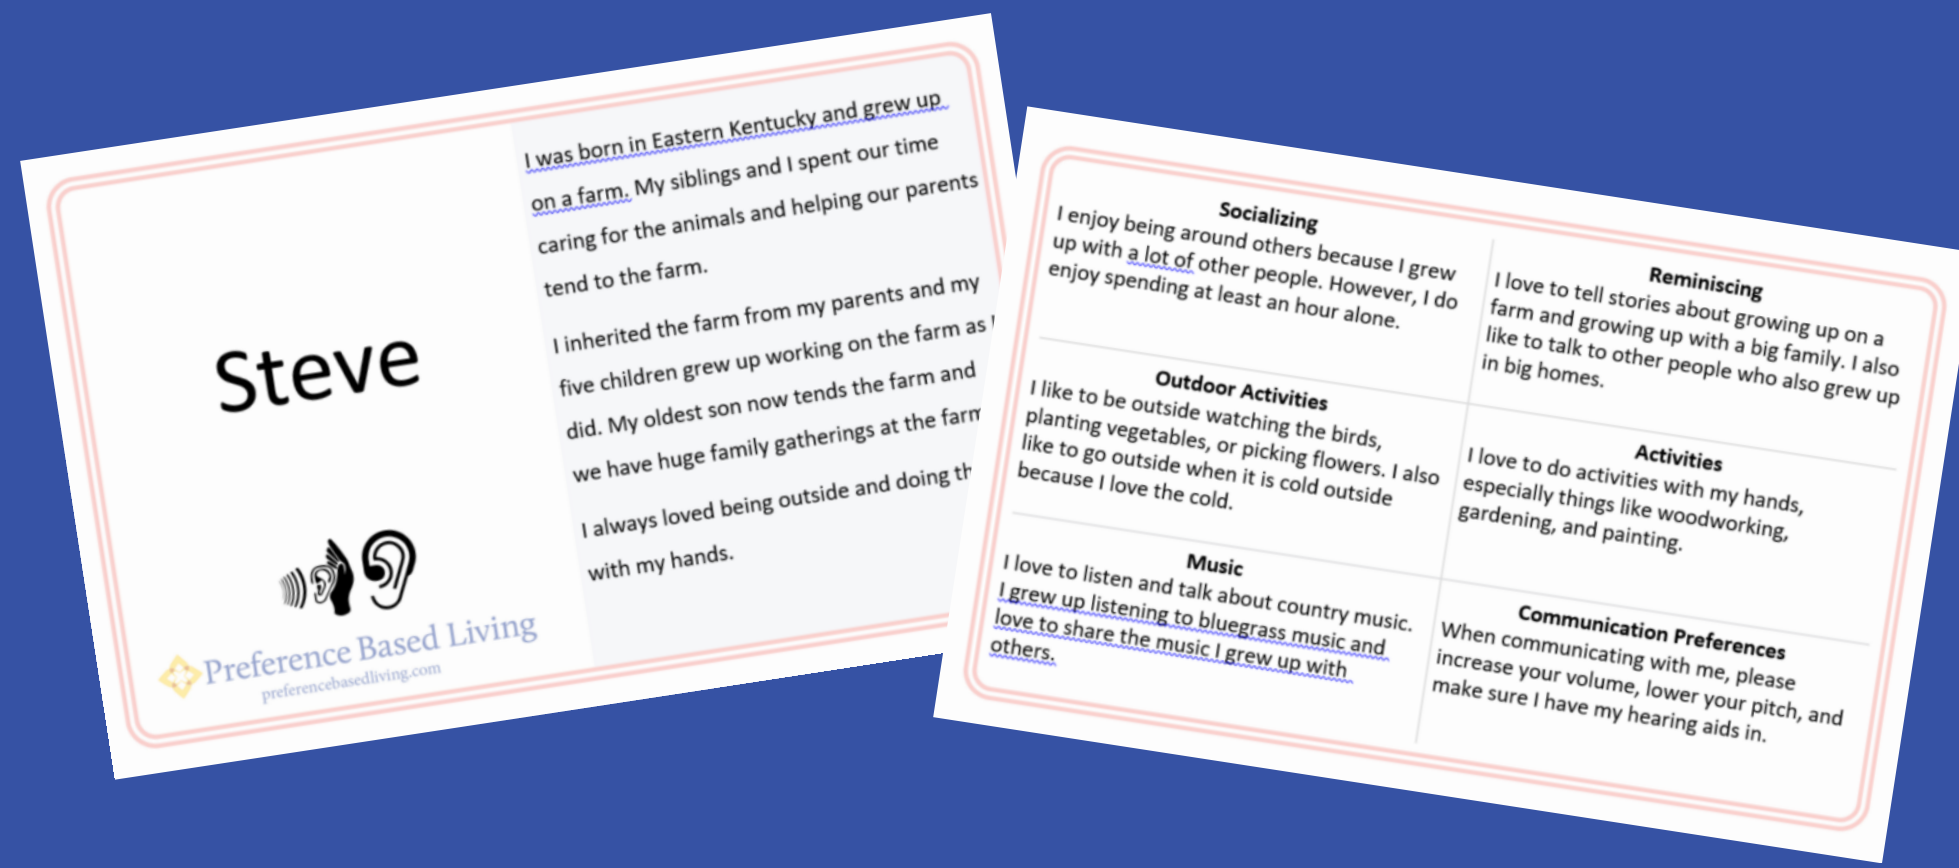 Steve
Preference Based Living
preferencebasedliving.com
I was born in Eastern Kentucky and grew up
on a farm. My siblings and I spent our time
caring for the animals and helping our parents
tend to the farm.
I inherited the farm from my parents and my
five children grew up working on the farm as I
did. My oldest son now tends the farm and
we have huge family gatherings at the farm
I always loved being outside and doing
with my hands.
Socializing
I enjoy being around others because I grew
up with a lot of other people. However, I do
enjoy spending at least an hour alone.
Reminiscing
I love to tell stories about growing up on a
farm and growing up with a big family. I also
like to talk to other people who also grew up
in big homes.
Outdoor Activities
I like to be outside watching the birds,
planting vegetables, or picking flowers. I also
like to go outside when it is cold outside
because I love the cold.
Activities
I love to do activities with my hands,
especially things like woodworking,
gardening, and painting.
Music
I love to listen and talk about country music.
I grew up listening to bluegrass music and
love to share the music I grew up with
others.
Communication Preferences
When communicating with me, please
increase your volume, lower your pitch, and
make sure I have my hearing aids in.